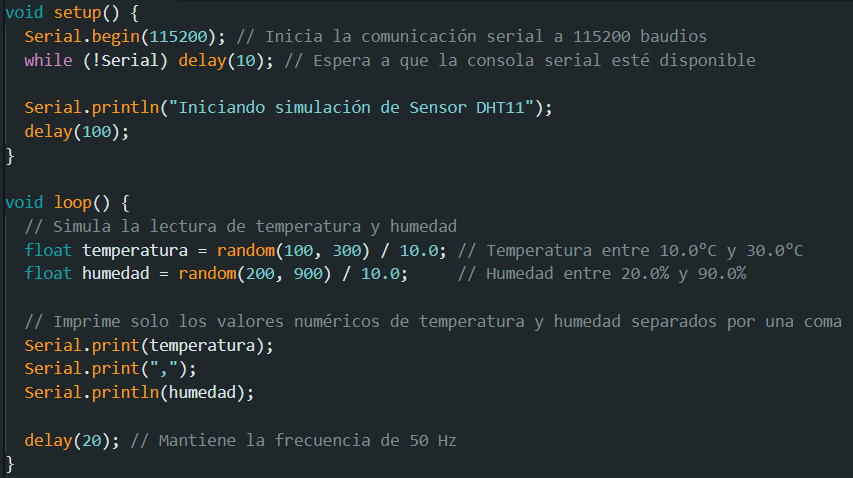 void setup() {
  Serial.begin(115200); // Inicia la comunicación serial a 115200 baudios
  while (!Serial) delay(10); // Espera a que la consola serial esté disponible

  Serial.println("Iniciando simulación de Sensor DHT11");
  delay(100);
}

void loop() {
  // Simula la lectura de temperatura y humedad
  float temperatura = random(100, 300) / 10.0; // Temperatura entre 10.0°C y 30.0°C
  float humedad = random(200, 900) / 10.0;     // Humedad entre 20.0% y 90.0%

  // Imprime solo los valores numéricos de temperatura y humedad separados por una coma
  Serial.print(temperatura);
  Serial.print(",");
  Serial.println(humedad);

  delay(20); // Mantiene la frecuencia de 50 Hz
}